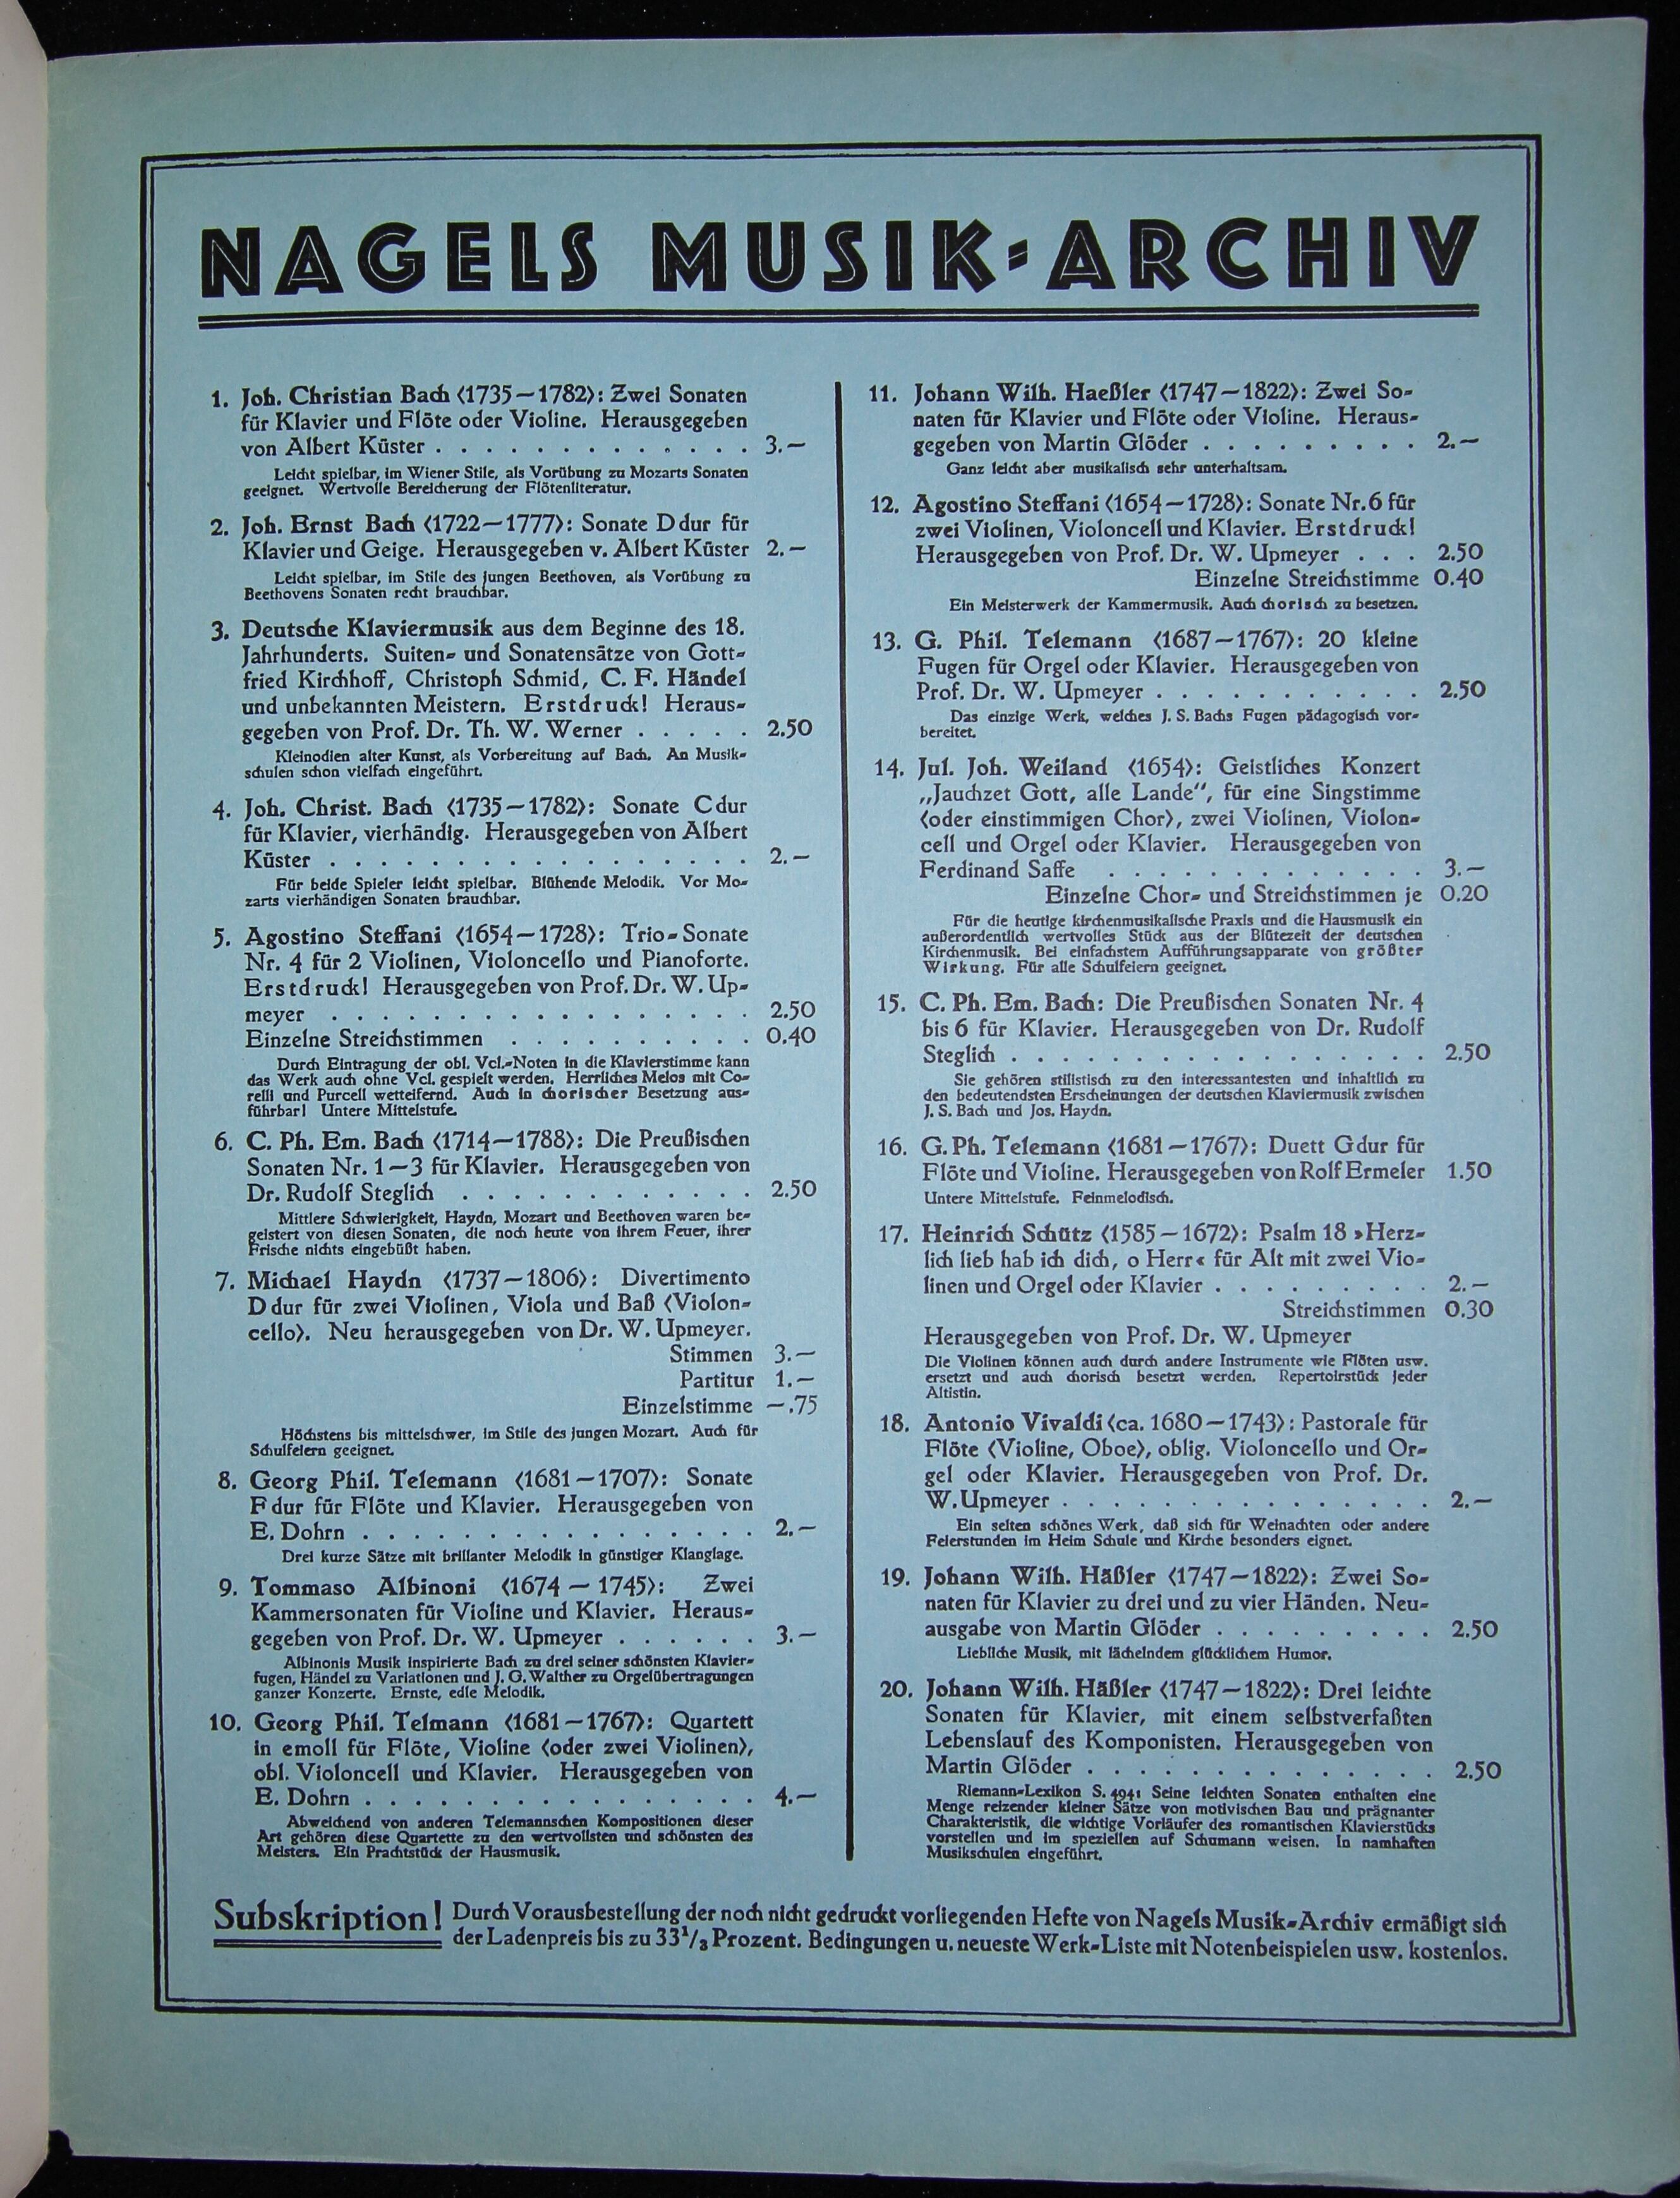 NAGELS MUSIK-ARCHIV
1. Joh. Christian Bach (1735—1782): Zwei Sonaten
für Klavier und Flöte oder Violine. Herausgegeben
von Albert Küster . . . . . . . . . . . . . 3.—
Leicht spielbar, im Wiener Stile, als Vorübung zu Mozarts Sonaten
geeignet. Wertvolle Bereicherung der Flötenliteratur.
2. Joh. Ernst Bach (1722—1777): Sonate D dur für
Klavier und Geige. Herausgegeben v. Albert Küster 2.—
Leicht spielbar, im Stile des jungen Beethoven, als Vorübung zu
Beethovens Sonaten recht brauchbar.
3. Deutsche Klaviermusik aus dem Beginne des 18.
Jahrhunderts. Suiten- und Sonatensätze von Gott-
fried Kirchhoff, Christoph Schmid, C. F. Händel
und unbekannten Meistern. Erstdruck! Heraus-
gegeben von Prof. Dr. Th. W. Werner . . . . . 2.50
Kleinodien alter Kunst, als Vorbereitung auf Bach. An Musik-
schulen schon vielfach eingeführt.
4. Joh. Christ. Bach (1735—1782): Sonate C dur
für Klavier, vierhändig. Herausgegeben von Albert
Küster . . . . . . . . . . . . . . . . . 2.—
Für beide Spieler leicht spielbar. Blühende Melodik. Vor Mo-
zarts vierhändigen Sonaten brauchbar.
5. Agostino Steffani (1654—1728): Trio-Sonate
Nr. 4 für 2 Violinen, Violoncello und Pianoforte.
Erstdruck! Herausgegeben von Prof. Dr. W. Up-
meyer . . . . . . . . . . . . . . . . . 2.50
Einzelne Streichstimmen . . . . . . . . . . 0.40
Durch Eintragung der obl. Vcl.-Noten in die Klavierstimme kann
das Werk auch ohne Vcl. gespielt werden. Herrliches Melos mit Co-
relli und Purcell wetteifernd. Auch in chorischer Besetzung aus-
führbar! Untere Mittelstufe.
6. C. Ph. Em. Bach (1714—1788): Die Preußischen
Sonaten Nr. 1—3 für Klavier. Herausgegeben von
Dr. Rudolf Steglich . . . . . . . . . . . . 2.50
Mittlere Schwierigkeit, Haydn, Mozart und Beethoven waren be-
geistert von diesen Sonaten, die noch heute von ihrem Feuer, ihrer
Frische nichts eingebüßt haben.
7. Michael Haydn (1737—1806): Divertimento
D dur für zwei Violinen, Viola und Baß (Violon-
cello). Neu herausgegeben von Dr. W. Upmeyer.
Stimmen 3.—
Partitur 1.—
Einzelstimme —.75
Höchstens bis mittelschwer, im Stile des jungen Mozart. Auch für
Schulfeiern geeignet.
8. Georg Phil. Telemann (1681—1707): Sonate
F dur für Flöte und Klavier. Herausgegeben von
E. Dohrn . . . . . . . . . . . . . . . . 2.—
Drei kurze Sätze mit brillanter Melodik in günstiger Klanglage.
9. Tommaso Albinoni (1674 — 1745): Zwei
Kammersonaten für Violine und Klavier. Heraus-
gegeben von Prof. Dr. W. Upmeyer . . . . . . 3.—
Albinonis Musik inspirierte Bach zu drei seiner schönsten Klavier-
fugen, Händel zu Variationen und J. G. Walther zu Orgelübertragungen
ganzer Konzerte. Ernste, edle Melodik.
10. Georg Phil. Telmann (1681—1767): Quartett
in emoll für Flöte, Violine (oder zwei Violinen),
obl. Violoncell und Klavier. Herausgegeben von
E. Dohrn . . . . . . . . . . . . . . . . 4.—
Abweichend von anderen Telemannschen Kompositionen dieser
Art gehören diese Quartette zu den wertvollsten und schönsten des
Meisters. Ein Prachtstück der Hausmusik.
11. Johann Wilh. Haeßler (1747—1822): Zwei So-
naten für Klavier und Flöte oder Violine. Heraus-
gegeben von Martin Glöder . . . . . . . . . 2.—
Ganz leicht aber musikalisch sehr unterhaltsam.
12. Agostino Steffani (1654—1728): Sonate Nr. 6 für
zwei Violinen, Violoncell und Klavier. Erstdruck!
Herausgegeben von Prof. Dr. W. Upmeyer . . . 2.50
Einzelne Streichstimme 0.40
Ein Meisterwerk der Kammermusik. Auch chorisch zu besetzen.
13. G. Phil. Telemann (1687—1767): 20 kleine
Fugen für Orgel oder Klavier. Herausgegeben von
Prof. Dr. W. Upmeyer . . . . . . . . . . . 2.50
Das einzige Werk, welches J. S. Bachs Fugen pädagogisch vor-
bereitet.
14. Jul. Joh. Weiland (1654): Geistliches Konzert
„Jauchzet Gott, alle Lande“, für eine Singstimme
(oder einstimmigen Chor), zwei Violinen, Violon-
cell und Orgel oder Klavier. Herausgegeben von
Ferdinand Saffe . . . . . . . . . . . . . 3.—
Einzelne Chor- und Streichstimmen je 0.20
Für die heutige kirchenmusikalische Praxis und die Hausmusik ein
außerordentlich wertvolles Stück aus der Blütezeit der deutschen
Kirchenmusik. Bei einfachstem Aufführungsapparate von größter
Wirkung. Für alle Schulfeiern geeignet.
15. C. Ph. Em. Bach: Die Preußischen Sonaten Nr. 4
bis 6 für Klavier. Herausgegeben von Dr. Rudolf
Steglich . . . . . . . . . . . . . . . . . 2.50
Sie gehören stilistisch zu den interessantesten und inhaltlich zu
den bedeutendsten Erscheinungen der deutschen Klaviermusik zwischen
J. S. Bach und Jos. Haydn.
16. G. Ph. Telemann (1681—1767): Duett G dur für
Flöte und Violine. Herausgegeben von Rolf Ermeler 1.50
Untere Mittelstufe. Feinmelodisch.
17. Heinrich Schütz (1585—1672): Psalm 18 »Herz-
lich lieb hab ich dich, o Herr« für Alt mit zwei Vio-
linen und Orgel oder Klavier . . . . . . . . . 2.—
Streichstimmen 0.30
Herausgegeben von Prof. Dr. W. Upmeyer
Die Violinen können auch durch andere Instrumente wie Flöten usw.
ersetzt und auch chorisch besetzt werden. Repertoirstück jeder
Altistin.
18. Antonio Vivaldi (ca. 1680—1743): Pastorale für
Flöte (Violine, Oboe), oblig. Violoncello und Or-
gel oder Klavier. Herausgegeben von Prof. Dr.
W. Upmeyer . . . . . . . . . . . . . . . 2.—
Ein selten schönes Werk, daß sich für Weinachten oder andere
Feierstunden im Heim Schule und Kirche besonders eignet.
19. Johann Wilh. Häßler (1747—1822): Zwei So-
naten für Klavier zu drei und zu vier Händen. Neu-
ausgabe von Martin Glöder . . . . . . . . . 2.50
Liebliche Musik, mit lächelndem glücklichem Humor.
20. Johann Wilh. Häßler (1747—1822): Drei leichte
Sonaten für Klavier, mit einem selbstverfaßten
Lebenslauf des Komponisten. Herausgegeben von
Martin Glöder . . . . . . . . . . . . . . 2.50
Riemann-Lexikon S. 494: Seine leichten Sonaten enthalten eine
Menge reizender kleiner Sätze von motivischen Bau und prägnanter
Charakteristik, die wichtige Vorläufer des romantischen Klavierstücks
vorstellen und im speziellen auf Schumann weisen. In namhaften
Musikschulen eingeführt.
Subskription! Durch Vorausbestellung der noch nicht gedruckt vorliegenden Hefte von Nagels Musik-Archiv ermäßigt sich
der Ladenpreis bis zu 33 1/3 Prozent. Bedingungen u. neueste Werk-Liste mit Notenbeispielen usw. kostenlos.